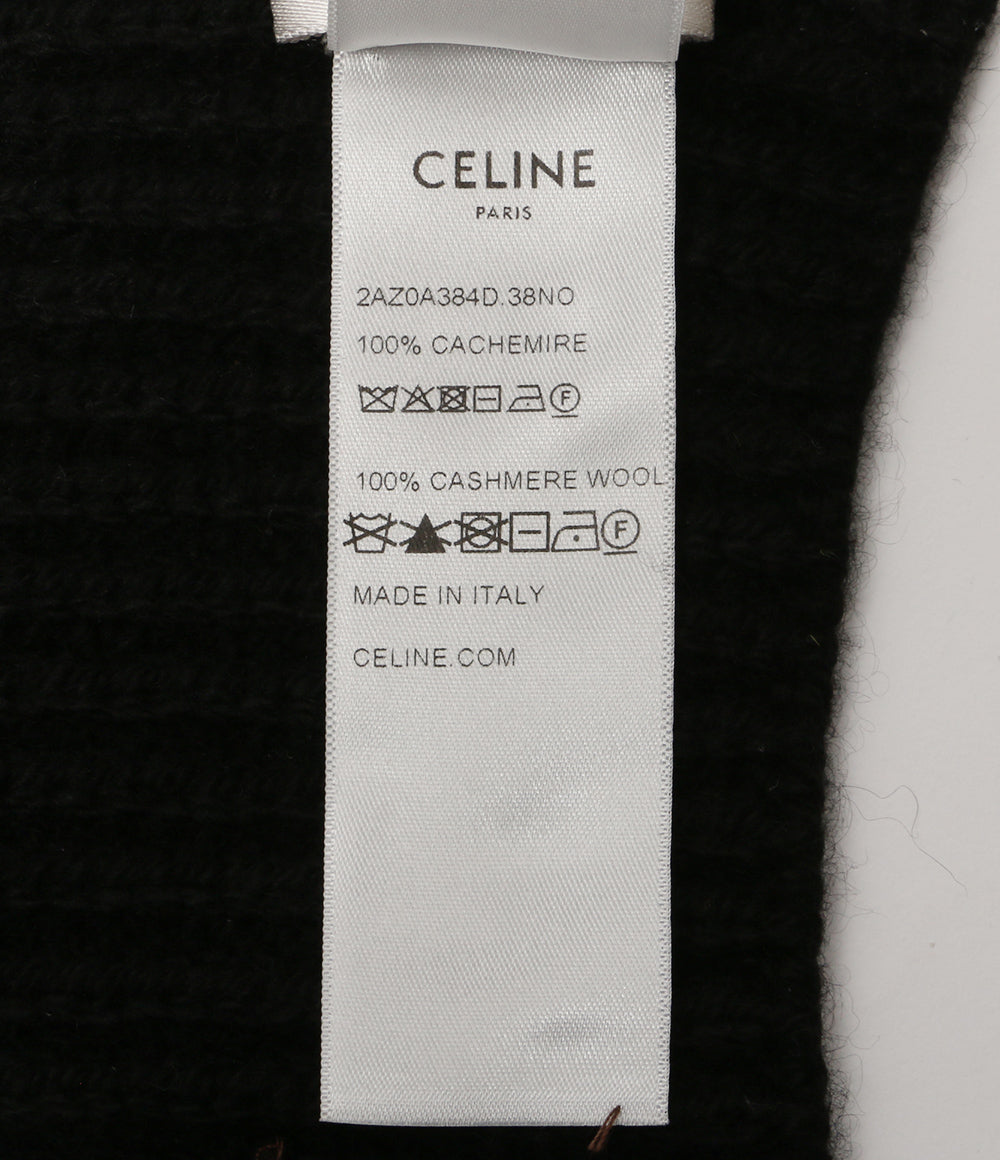 CELINE
PARIS
2AZ0A384D.38NO
100% CACHEMIRE
F
100% CASHMERE WOOL
F
MADE IN ITALY
CELINE.COM